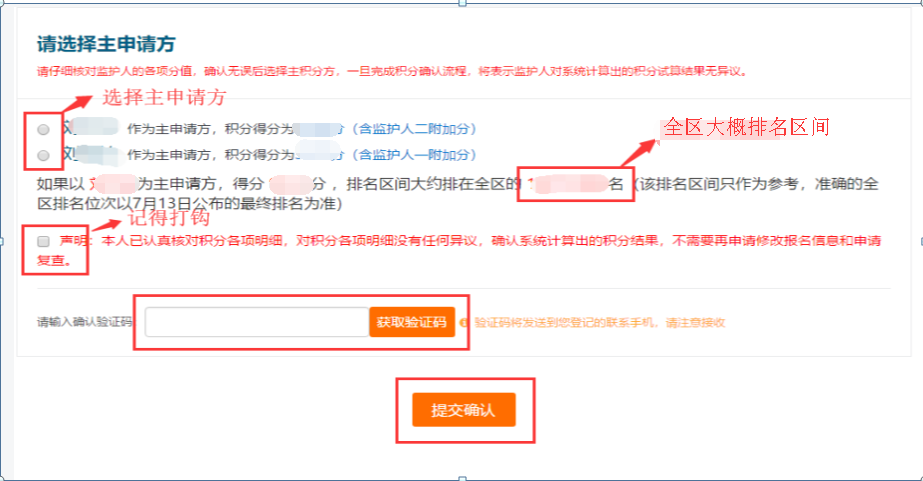 请选择主申请方
请仔细核对监护人的各项分值，确认无误后选择主积分方，一旦完成积分确认流程，将表示监护人对系统计算出的积分试算结果无异议。
选择主申请方
作为主申请方，积分得分为 分（含监护人二附加分）
全区大概排名区间
作为主申请方，积分得分为 分（含监护人一附加分）
如果以 为主申请方，得分 分 ，排名区间大约排在全区的 名（该排名区间只作为参考，准确的全
区排名位次以7月13日公布的最终排名为准）
记得打钩
声明：本人已认真核对积分各项明细，对积分各项明细没有任何异议，确认系统计算出的积分结果，不需要再申请修改报名信息和申请
复查。
请输入确认验证码 获取验证码 验证码将发送到您登记的联系手机，请注意接收
提交确认